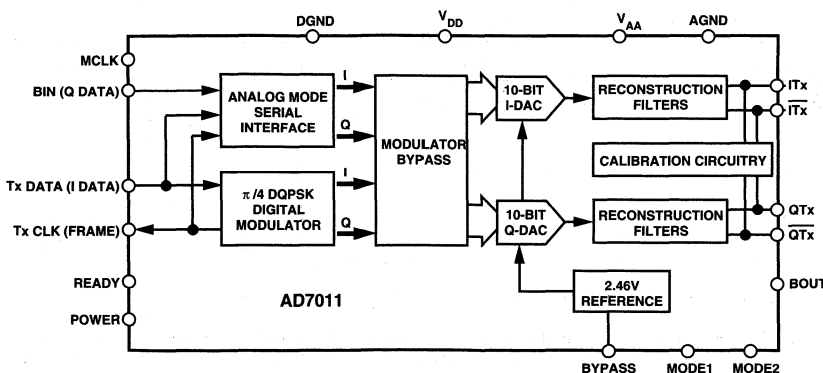 DGND
VDD
VAA
AGND
MCLK
BIN (Q DATA)
ANALOG MODE
SERIAL
INTERFACE
I
Q
MODULATOR
BYPASS
10-BIT
I-DAC
RECONSTRUCTION
FILTERS
ITx
ITx
CALIBRATION CIRCUITRY
Tx DATA (I DATA)
π/4 DQPSK
DIGITAL
MODULATOR
I
Q
10-BIT
Q-DAC
RECONSTRUCTION
FILTERS
QTx
QTx
Tx CLK (FRAME)
READY
POWER
AD7011
2.46V
REFERENCE
BOUT
BYPASS
MODE1
MODE2